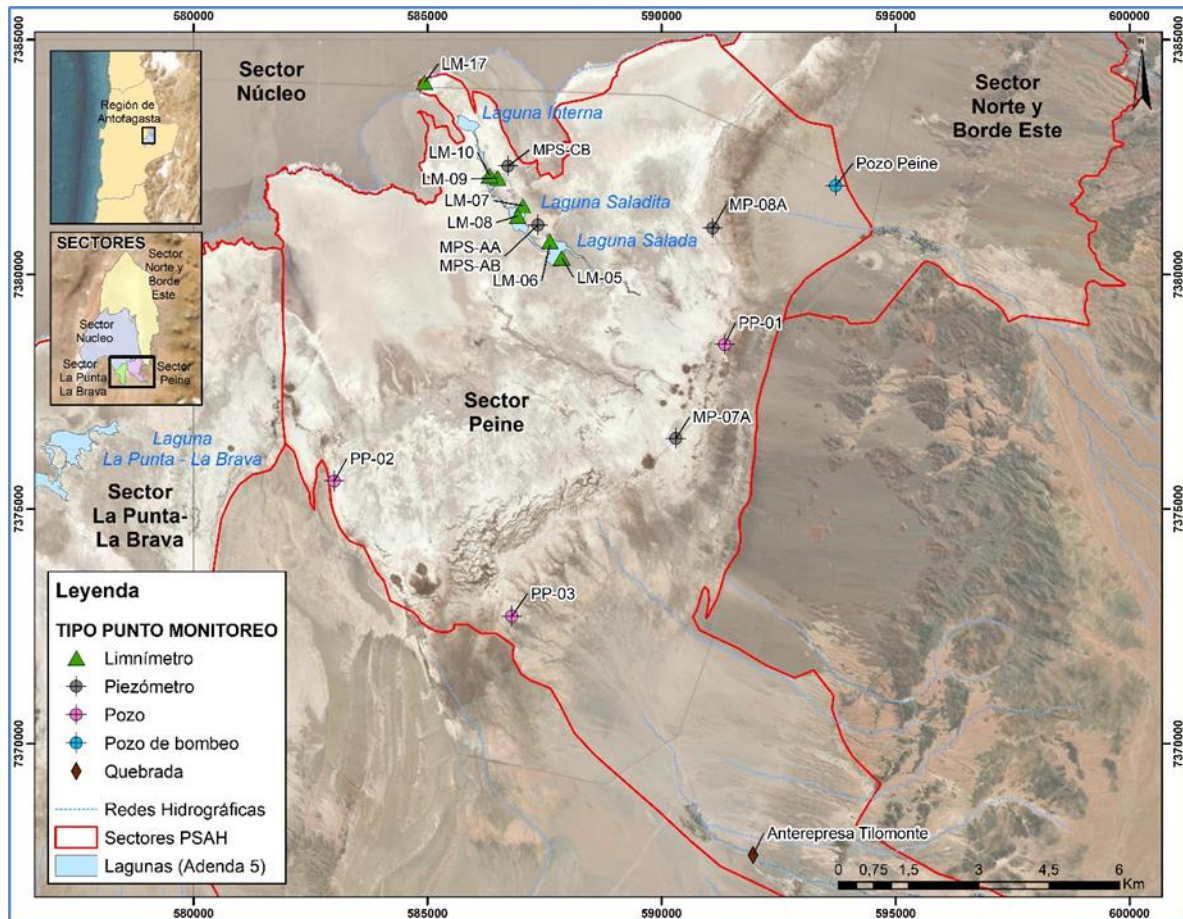 580000
585000
590000
595000
600000
7385000
7385000
N
Región de
Antofagasta
Sector
Núcleo
LM-17
Laguna Interna
Sector
Norte y
Borde Este
LM-10
MPS-CB
LM-09
Pozo Peine
LM-07
Laguna Saladita
LM-08
MP-08A
Laguna Salada
MPS-AA
MPS-AB
LM-06
LM-05
7380000
7380000
SECTORES
Sector
Norte y
Borde
Este
Sector
Nucleo
Sector
La Punta
La Brava
Sector
Peine
PP-01
Sector
Peine
MP-07A
Laguna
La Punta - La Brava
PP-02
Sector
La Punta-
La Brava
7375000
7375000
PP-03
Leyenda
TIPO PUNTO MONITOREO
Limnímetro
Piezómetro
Pozo
Pozo de bombeo
Quebrada
Redes Hidrográficas
Sectores PSAH
Lagunas (Adenda 5)
7370000
7370000
Anterepresa Tilomonte
0 0,75 1,5 3 4,5 6
Km
580000
585000
590000
595000
600000